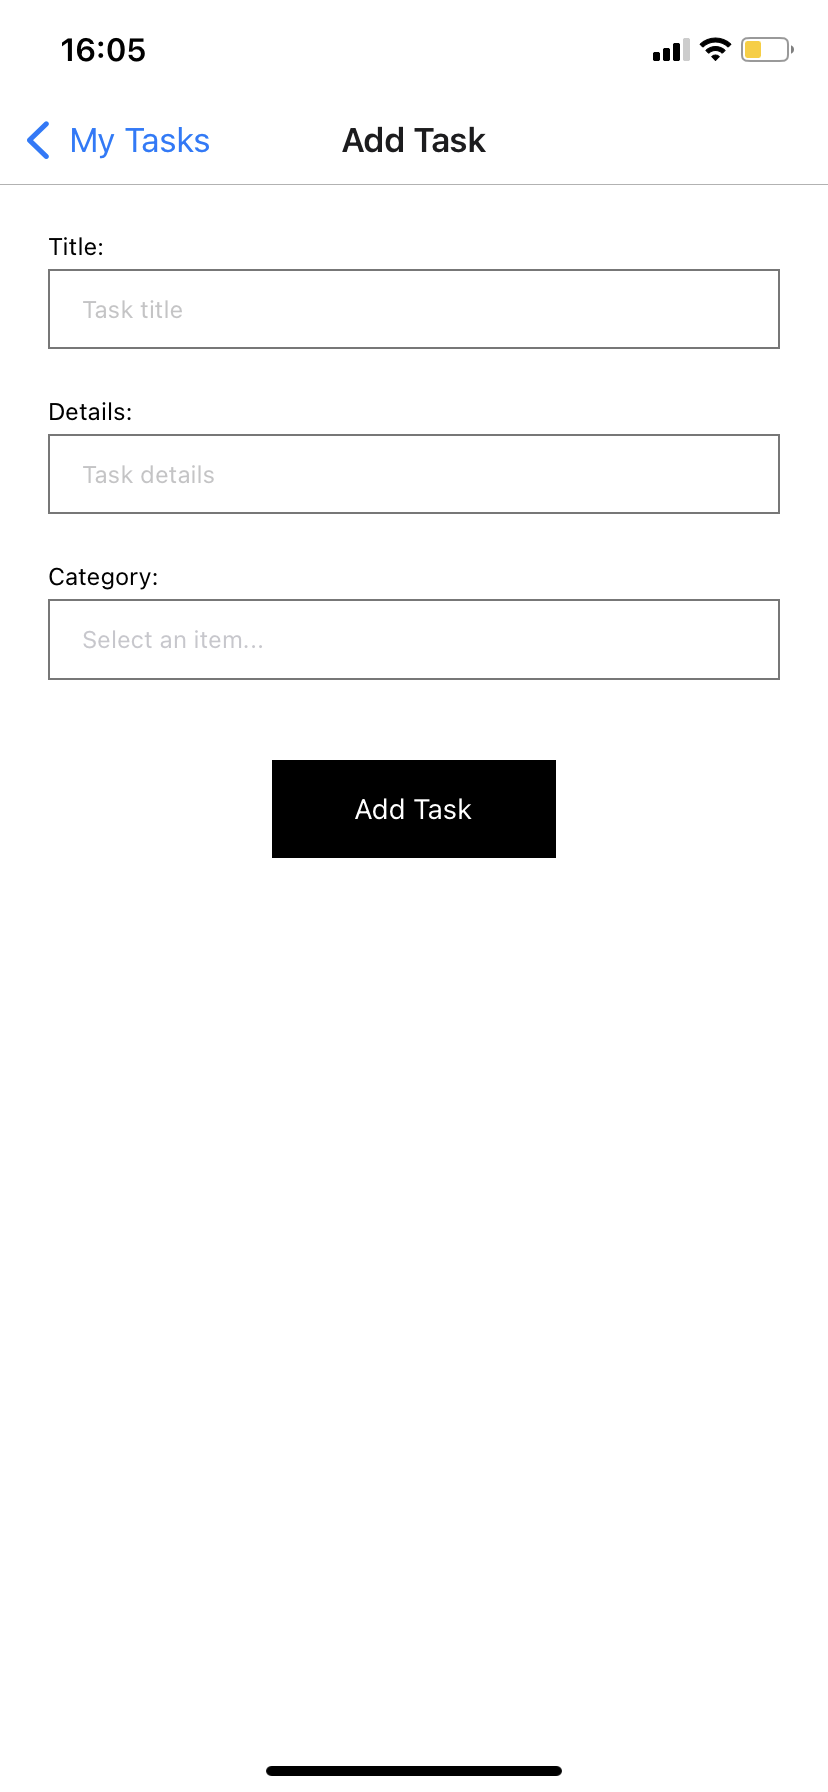 16:05
My Tasks
Add Task
Title:
Task title
Details:
Task details
Category:
Select an item...
Add Task